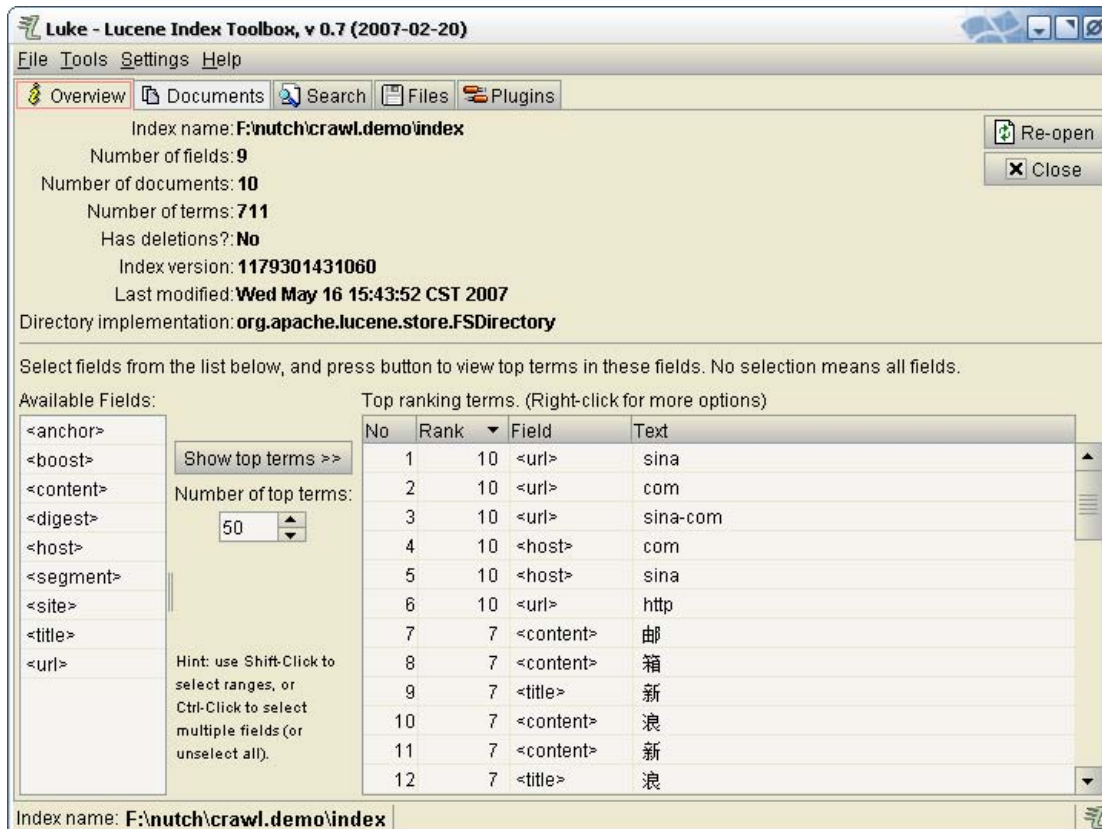 Luke - Lucene Index Toolbox, v 0.7 (2007-02-20)
File Tools Settings Help
Overview Documents Search Files Plugins
Index name: F:\nutch\crawl.demo\index
Re-open
Number of fields: 9
Close
Number of documents: 10
Number of terms: 711
Has deletions?: No
Index version: 1179301431060
Last modified: Wed May 16 15:43:52 CST 2007
Directory implementation: org.apache.lucene.store.FSDirectory
Select fields from the list below, and press button to view top terms in these fields. No selection means all fields.
Available Fields:
<anchor>
<boost>
<content>
<digest>
<host>
<segment>
<site>
<title>
<url>
Show top terms >>
Number of top terms:
50
Hint: use Shift-Click to
select ranges, or
Ctrl-Click to select
multiple fields (or
unselect all).
Top ranking terms. (Right-click for more options)
No Rank Field Text
1 10 <url> sina
2 10 <url> com
3 10 <url> sina-com
4 10 <host> com
5 10 <host> sina
6 10 <url> http
7 7 <content> 邮
8 7 <content> 箱
9 7 <title> 新
10 7 <content> 浪
11 7 <content> 新
12 7 <title> 浪
Index name: F:\nutch\crawl.demo\index